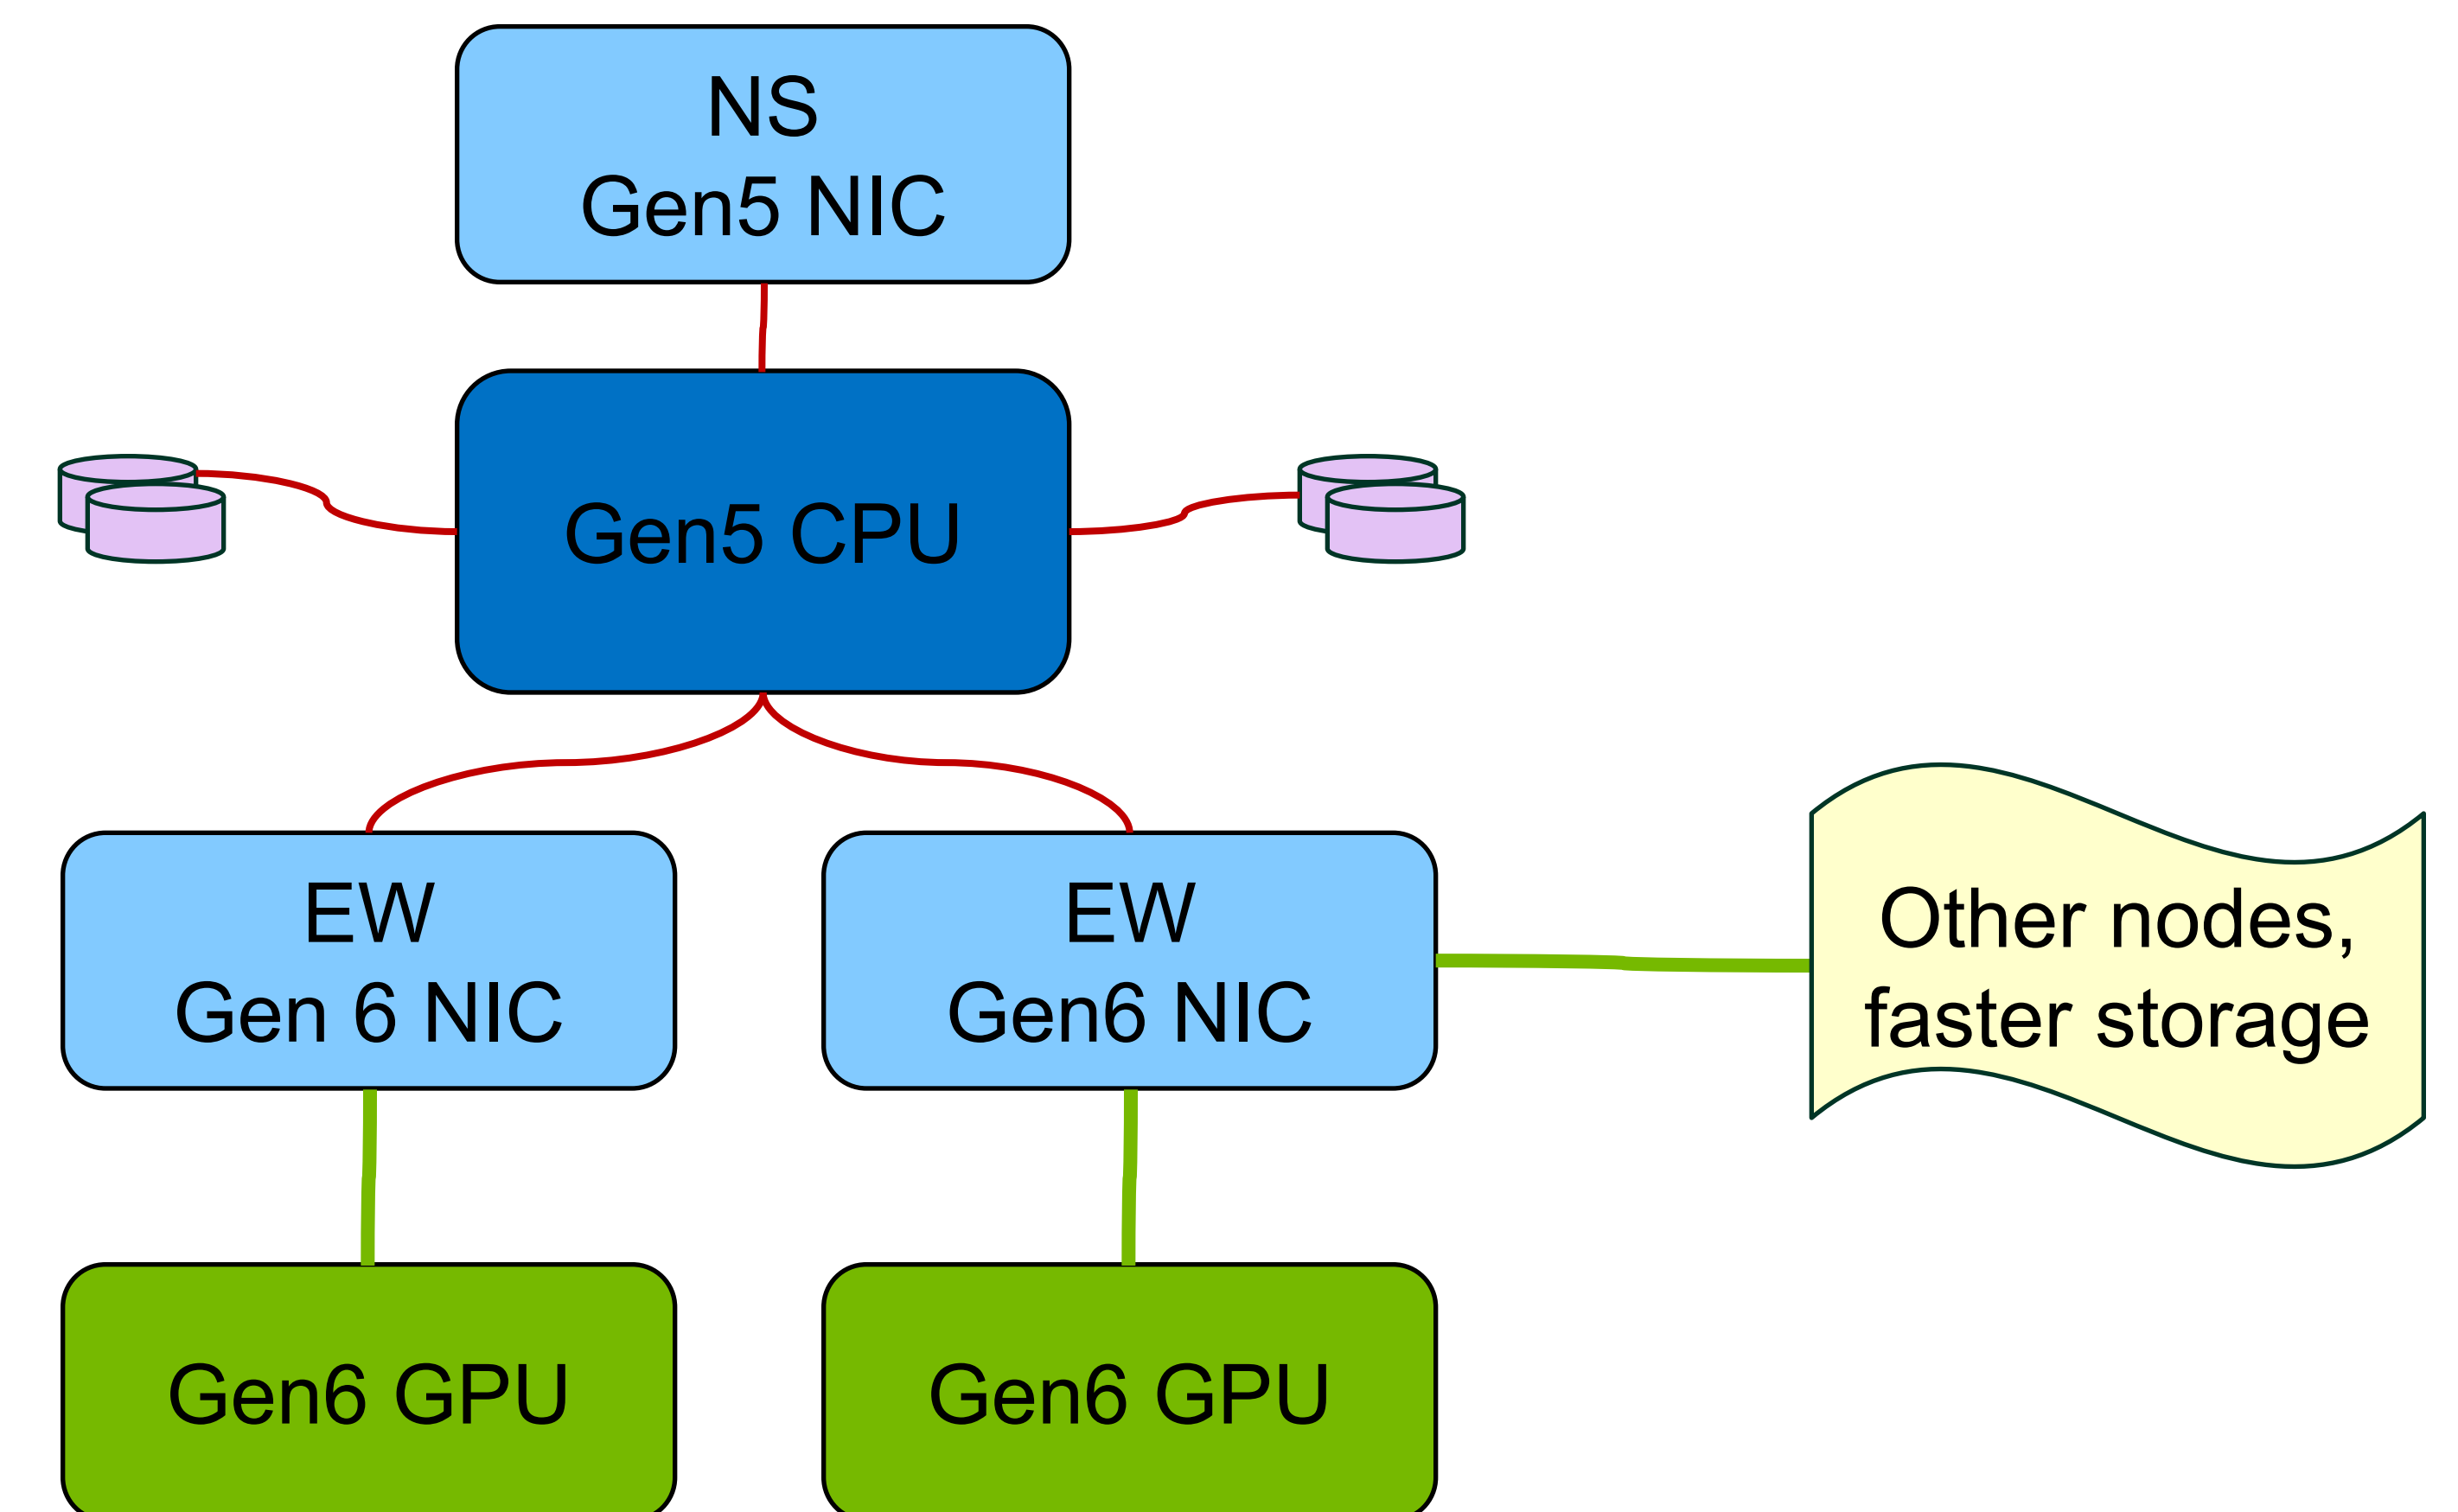 NS
Gen5 NIC
Gen5 CPU
EW
Gen 6 NIC
EW
Gen6 NIC
Other nodes,
faster storage
Gen6 GPU
Gen6 GPU